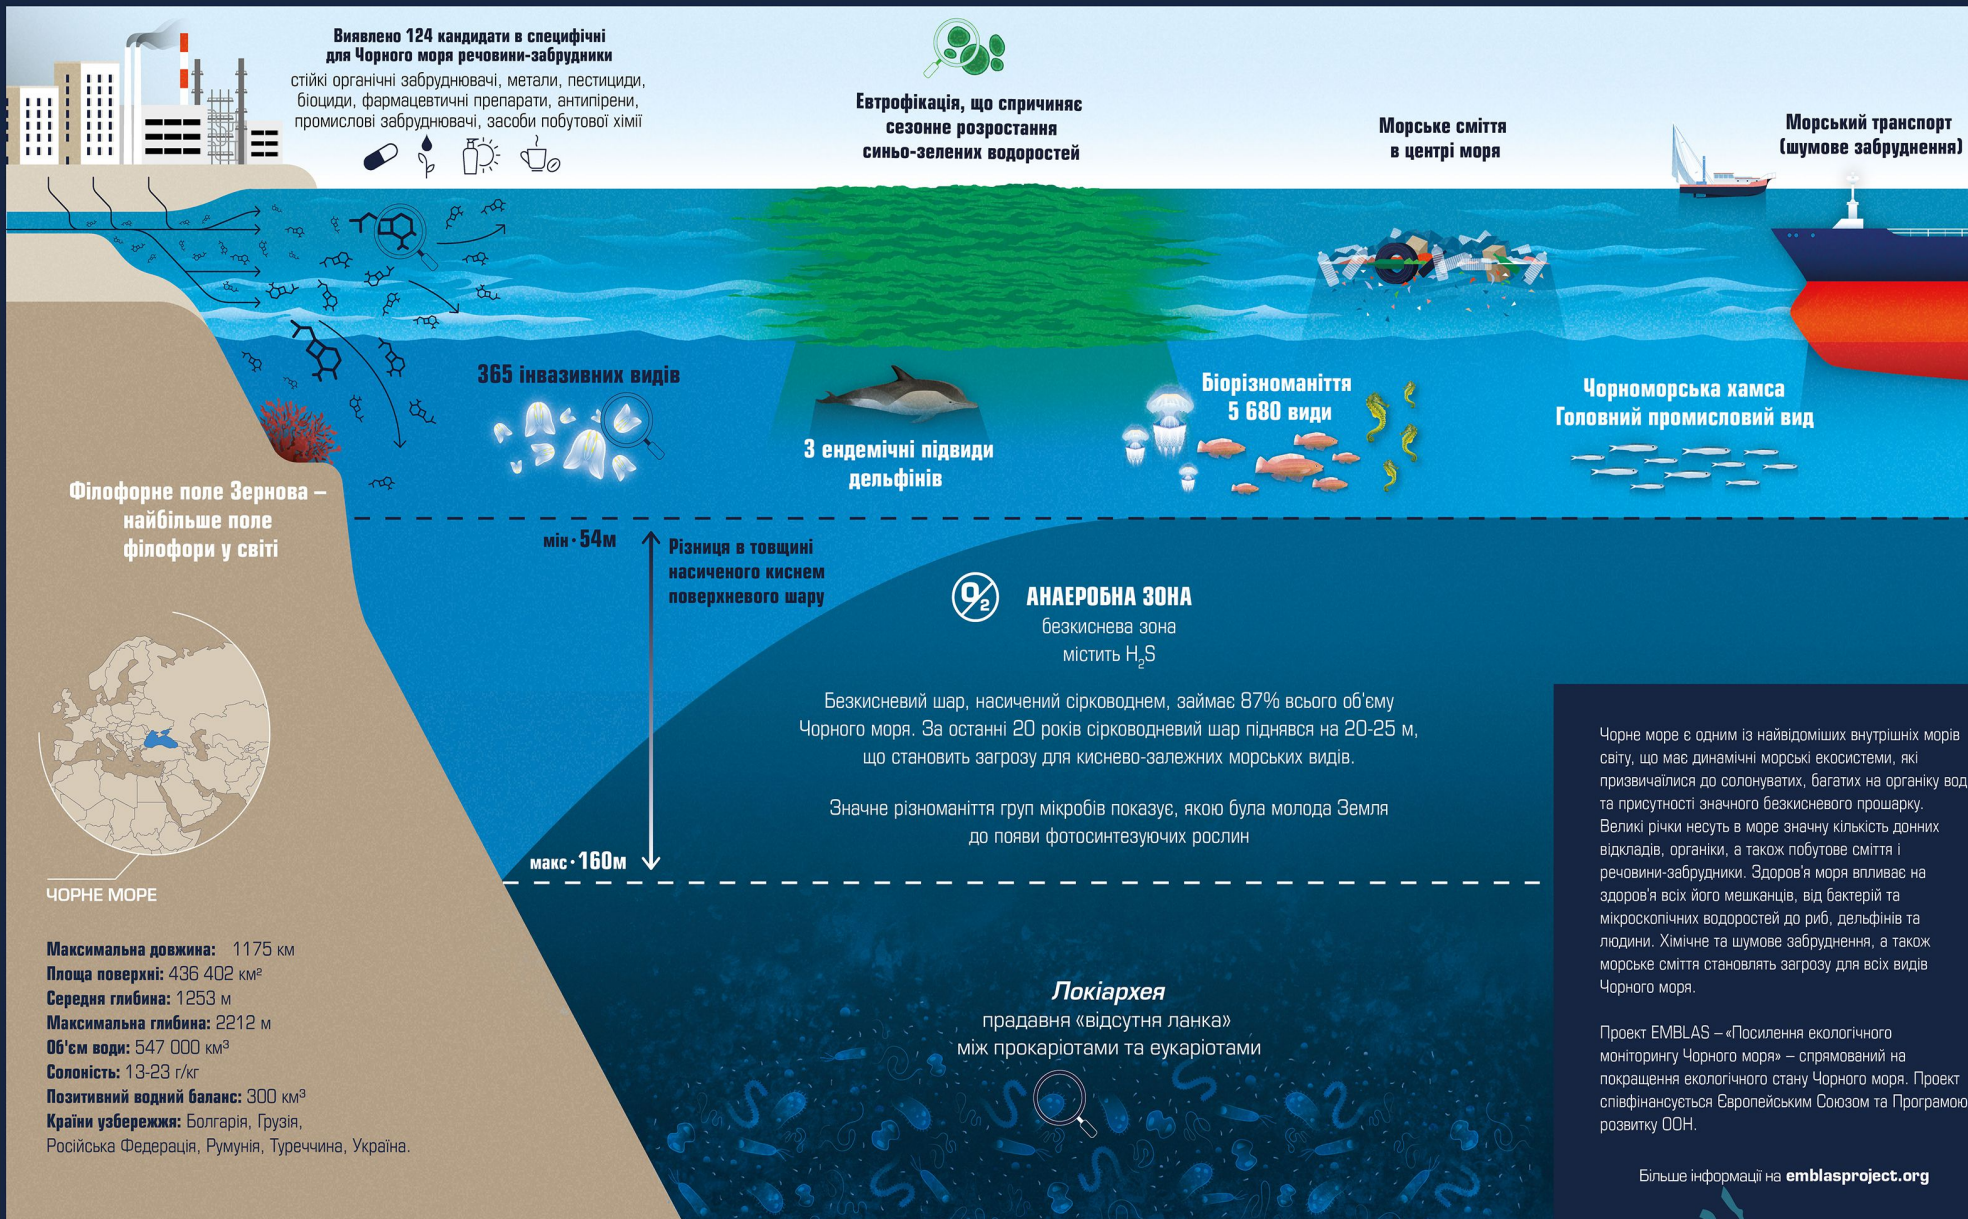 Виявлено 124 кандидати в специфічні
для Чорного моря речовини-забрудники
стійкі органічні забруднювачі, метали, пестициди,
біоциди, фармацевтичні препарати, антипірени,
промислові забруднювачі, засоби побутової хімії
Евтрофікація, що спричиняє
сезонне розростання
синьо-зелених водоростей
Морське сміття
в центрі моря
Морський транспорт
(шумове забруднення)
365 інвазивних видів
3 ендемічні підвиди
дельфінів
Біорізноманіття
5 680 види
Чорноморська хамса
Головний промисловий вид
Філофорне поле Зернова –
найбільше поле
філофори у світі
мін · 54м
Різниця в товщині
насиченого киснем
поверхневого шару
макс · 160м
O₂
АНАЕРОБНА ЗОНА
безкиснева зона
містить H₂S
Безкисневий шар, насичений сірководнем, займає 87% всього об'єму
Чорного моря. За останні 20 років сірководневий шар піднявся на 20-25 м,
що становить загрозу для киснево-залежних морських видів.
Значне різноманіття груп мікробів показує, якою була молода Земля
до появи фотосинтезуючих рослин
Локіархея
прадавня «відсутня ланка»
між прокаріотами та еукаріотами
ЧОРНЕ МОРЕ
Максимальна довжина: 1175 км
Площа поверхні: 436 402 км²
Середня глибина: 1253 м
Максимальна глибина: 2212 м
Об'єм води: 547 000 км³
Солоність: 13-23 г/кг
Позитивний водний баланс: 300 км³
Країни узбережжя: Болгарія, Грузія,
Російська Федерація, Румунія, Туреччина, Україна.
Чорне море є одним із найвідоміших внутрішніх морів
світу, що має динамічні морські екосистеми, які
призвичаїлися до солонуватих, багатих на органіку вод
та присутності значного безкисневого прошарку.
Великі річки несуть в море значну кількість донних
відкладів, органіки, а також побутове сміття і
речовини-забрудники. Здоров'я моря впливає на
здоров'я всіх його мешканців, від бактерій та
мікроскопічних водоростей до риб, дельфінів та
людини. Хімічне та шумове забруднення, а також
морське сміття становлять загрозу для всіх видів
Чорного моря.
Проект EMBLAS – «Посилення екологічного
моніторингу Чорного моря» – спрямований на
покращення екологічного стану Чорного моря. Проект
співфінансується Європейським Союзом та Програмою
розвитку ООН.
Більше інформації на emblasproject.org